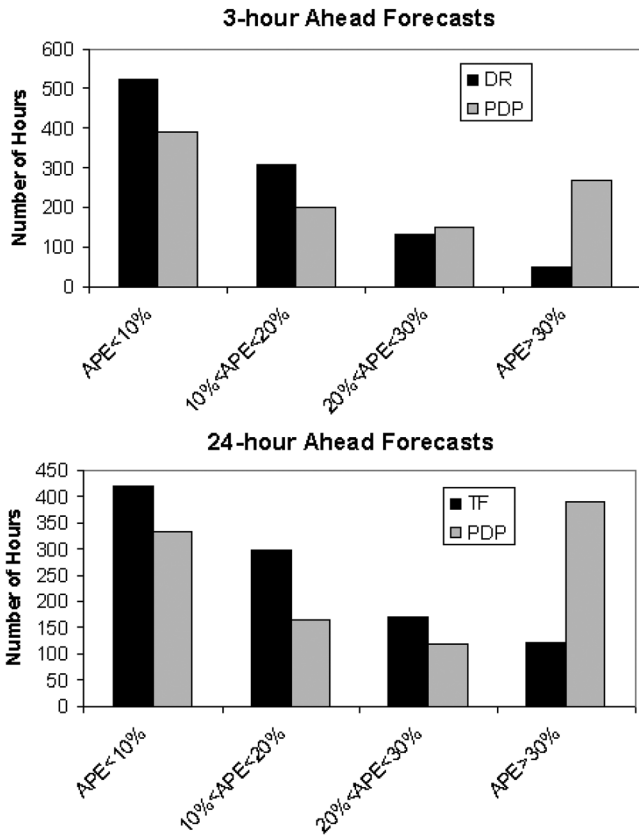 3-hour Ahead Forecasts
600
500
400
300
200
100
0
Number of Hours
DR
PDP
APE<10%
10%<APE<20%
20%<APE<30%
APE>30%
24-hour Ahead Forecasts
450
400
350
300
250
200
150
100
50
0
Number of Hours
TF
PDP
APE<10%
10%<APE<20%
20%<APE<30%
APE>30%